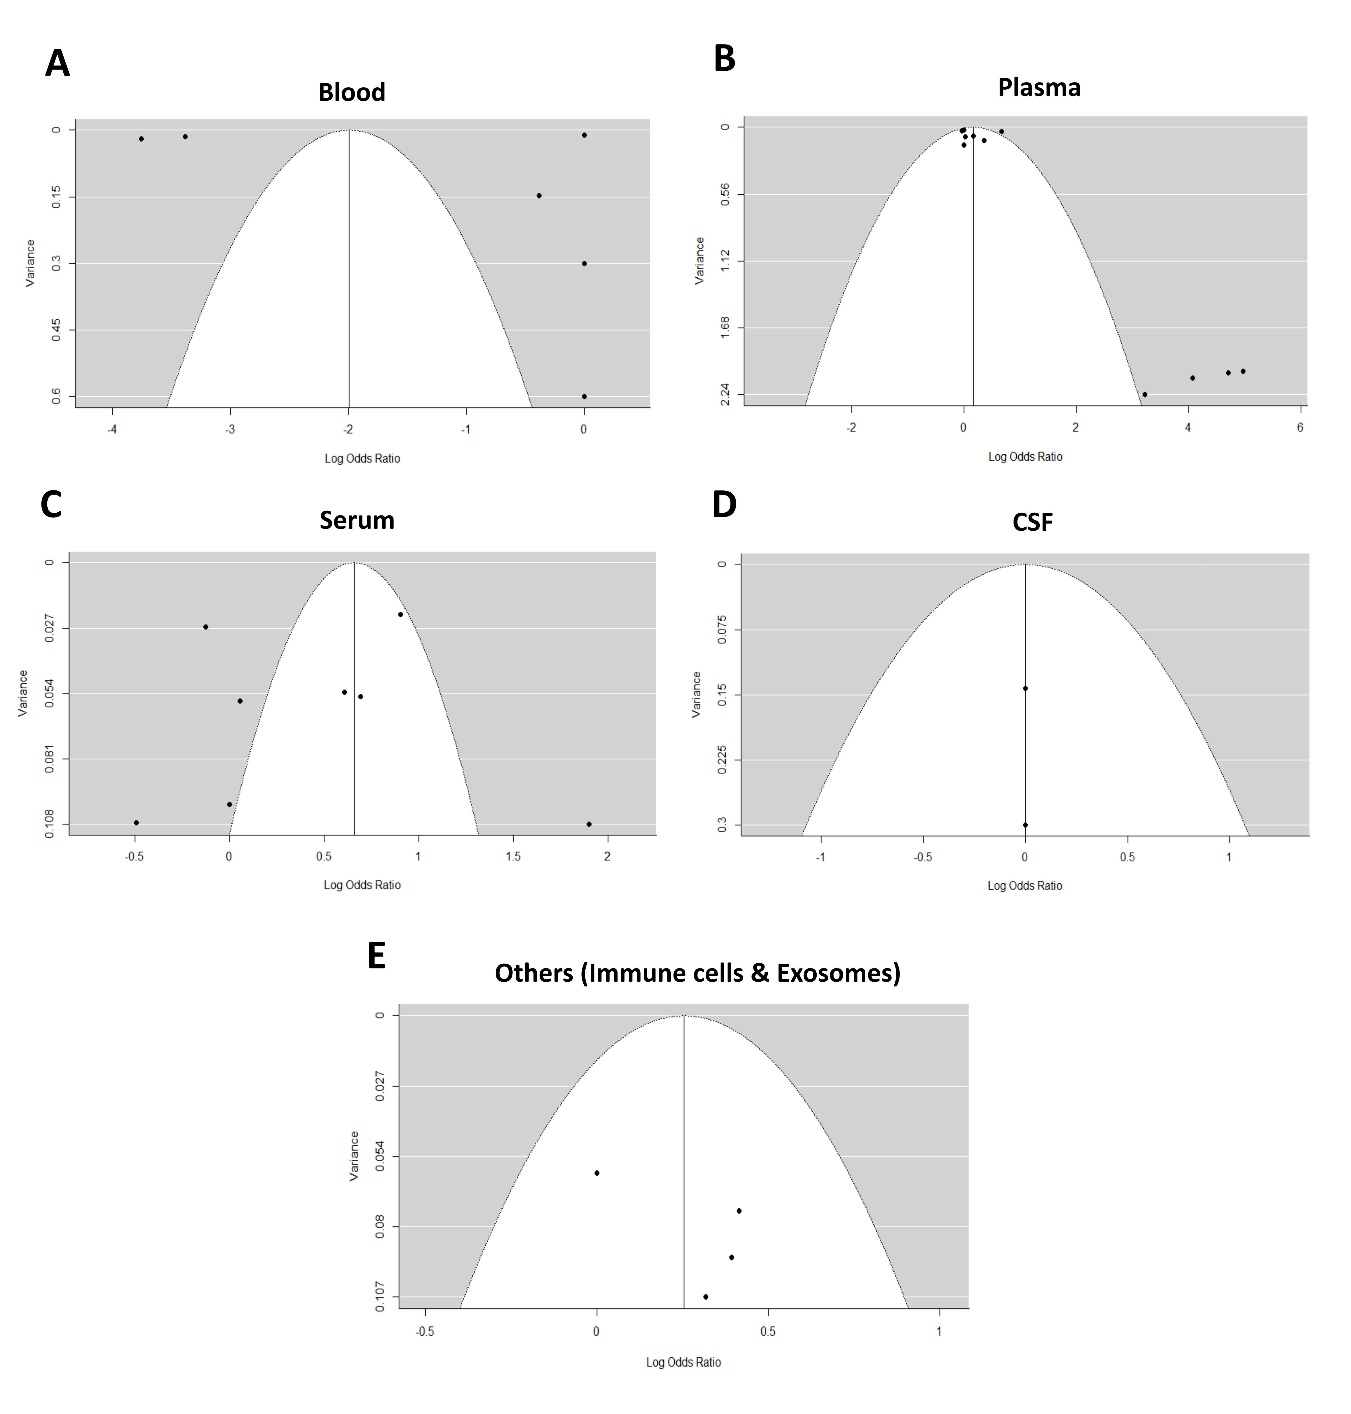 A
Blood
0
0.15
0.3
0.45
0.6
Variance
-4
-3
-2
-1
0
Log Odds Ratio
B
Plasma
0
0.56
1.12
1.68
2.24
Variance
-2
0
2
4
6
Log Odds Ratio
C
Serum
0
0.027
0.054
0.081
0.108
Variance
-0.5
0
0.5
1
1.5
2
Log Odds Ratio
D
CSF
0
0.075
0.15
0.225
0.3
Variance
-1
-0.5
0
0.5
1
Log Odds Ratio
E
Others (Immune cells & Exosomes)
0
0.027
0.054
0.08
0.107
Variance
-0.5
0
0.5
1
Log Odds Ratio